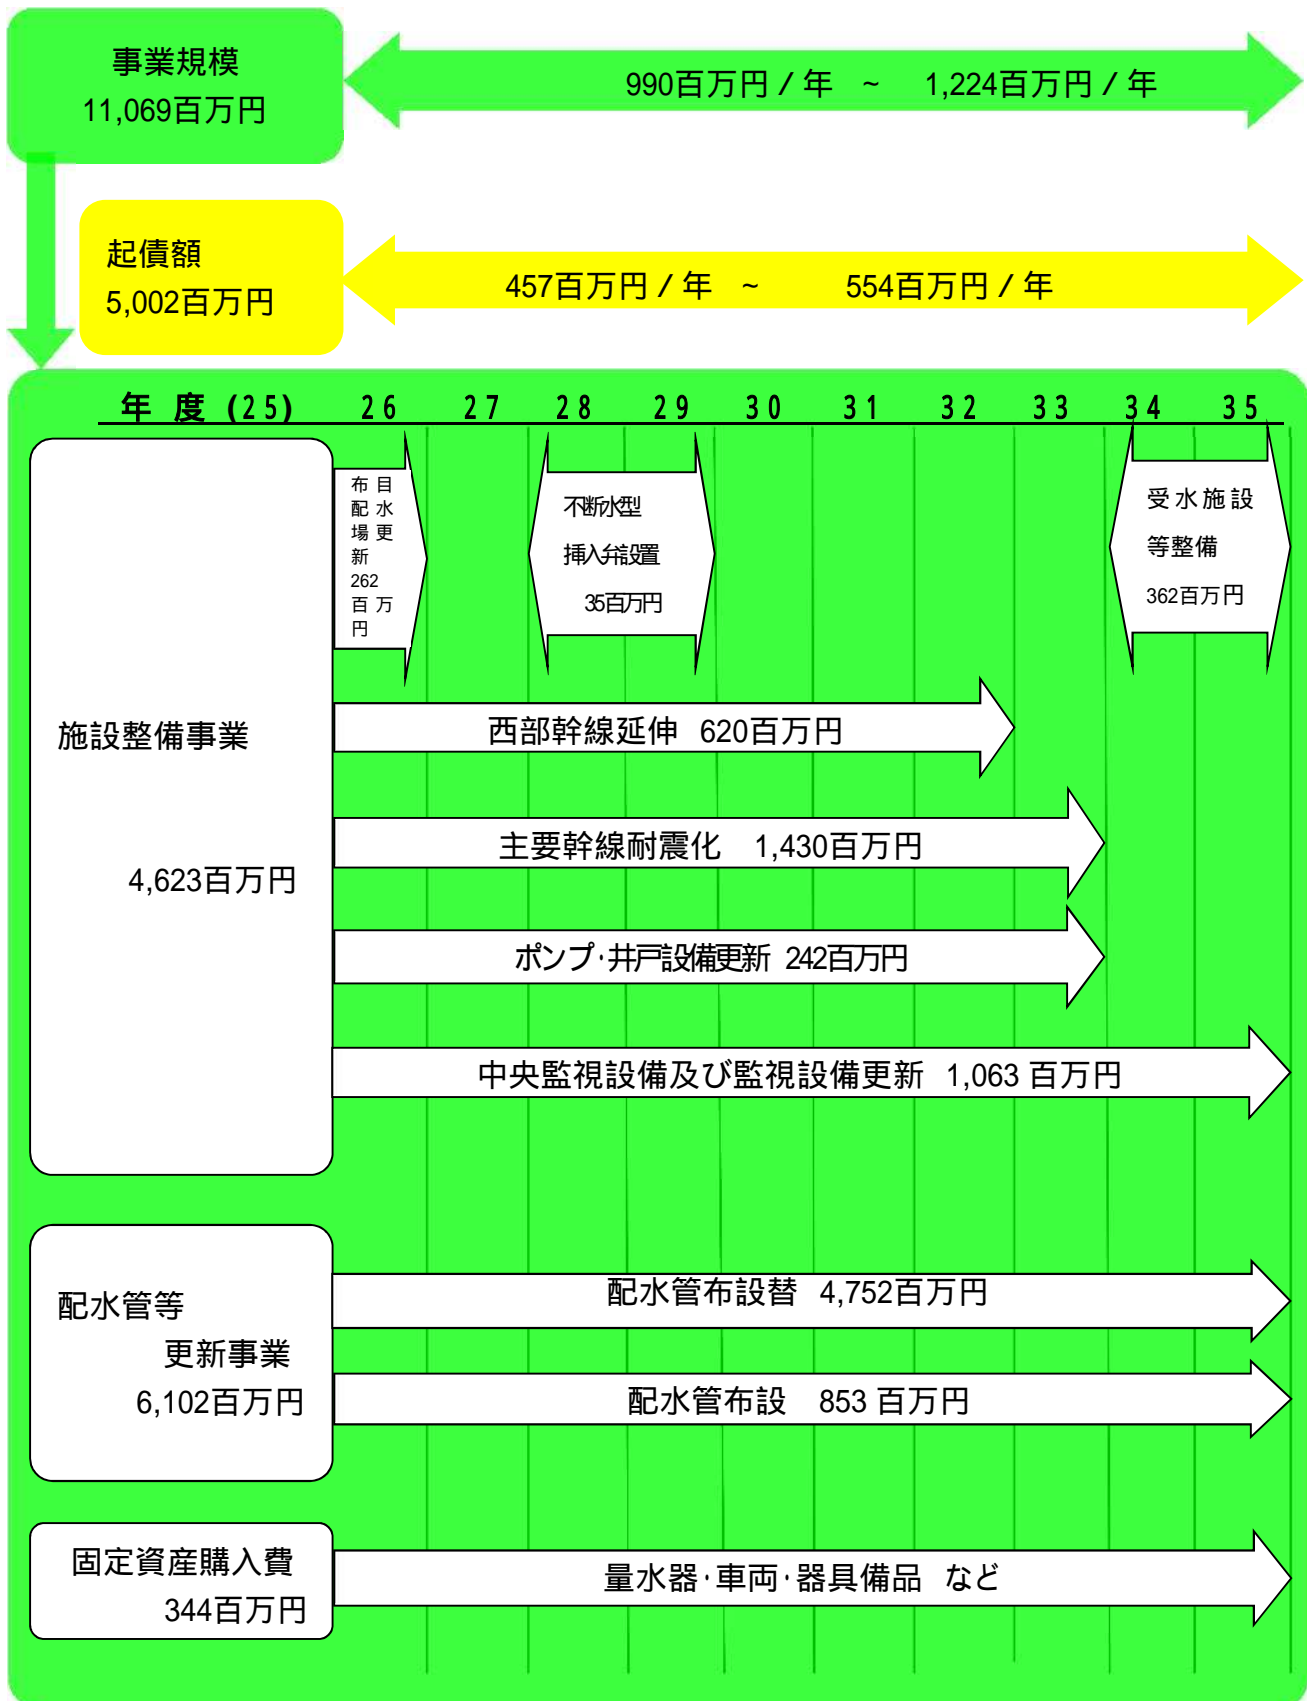 事業規模
11,069百万円
990百万円／年　~　1,224百万円／年
起債額
5,002百万円
457百万円／年　~　554百万円／年
年 度 (25) 26 27 28 29 30 31 32 33 34 35
布目
配水
場更
新
262
百万
円
不断水型
挿入弁設置
35百万円
受水施設
等整備
362百万円
施設整備事業
4,623百万円
西部幹線延伸 620百万円
主要幹線耐震化　1,430百万円
ポンプ･井戸設備更新 242百万円
中央監視設備及び監視設備更新 1,063 百万円
配水管等
更新事業
6,102百万円
配水管布設替 4,752百万円
配水管布設　853 百万円
固定資産購入費
344百万円
量水器･車両･器具備品 など